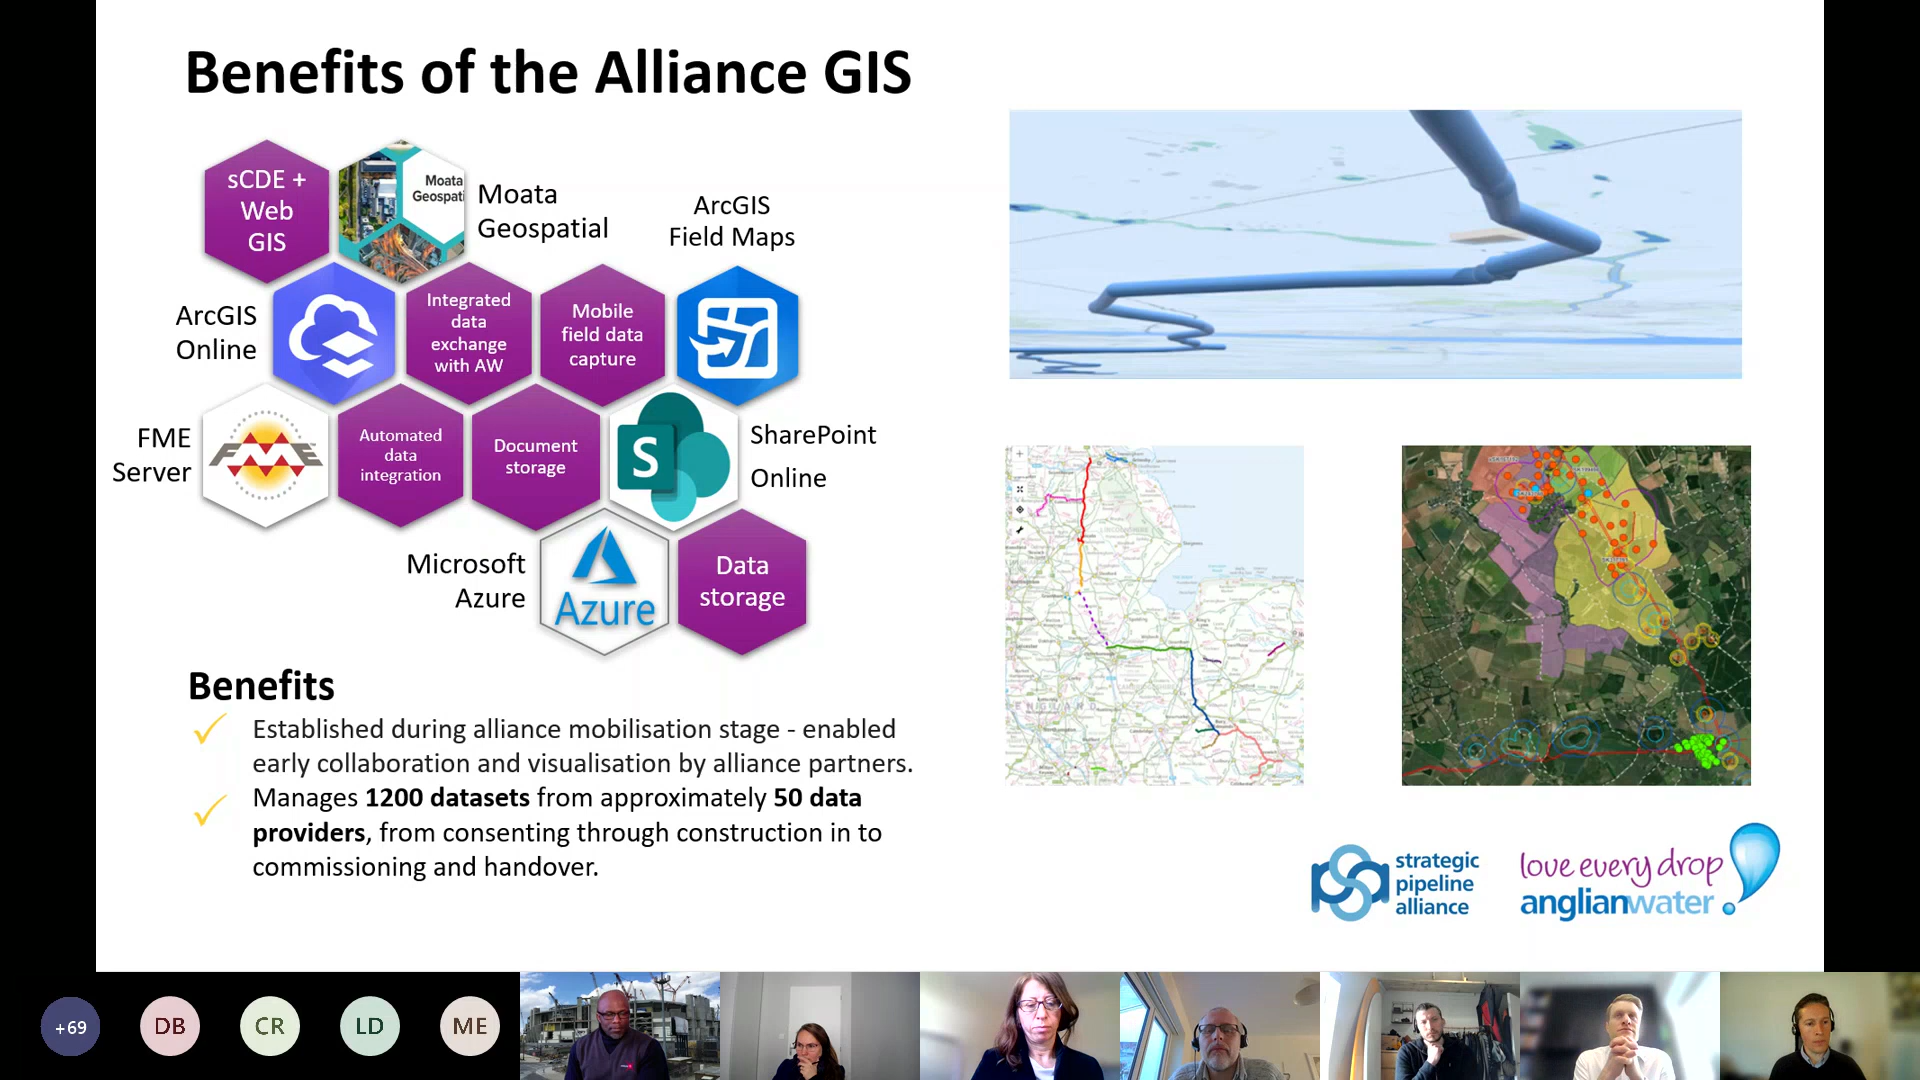 Benefits of the Alliance GIS
sCDE +
Web
GIS
Moata
Geospati
Moata
Geospatial
ArcGIS
Field Maps
ArcGIS
Online
Integrated
data
exchange
with AW
Mobile
field data
capture
FME
Server
FME
Automated
data
integration
Document
storage
S
SharePoint
Online
Microsoft
Azure
Azure
Data
storage
Benefits
Established during alliance mobilisation stage - enabled
early collaboration and visualisation by alliance partners.
Manages 1200 datasets from approximately 50 data
providers, from consenting through construction in to
commissioning and handover.
strategic
pipeline
alliance
love every drop
anglianwater
+69
DB
CR
LD
ME